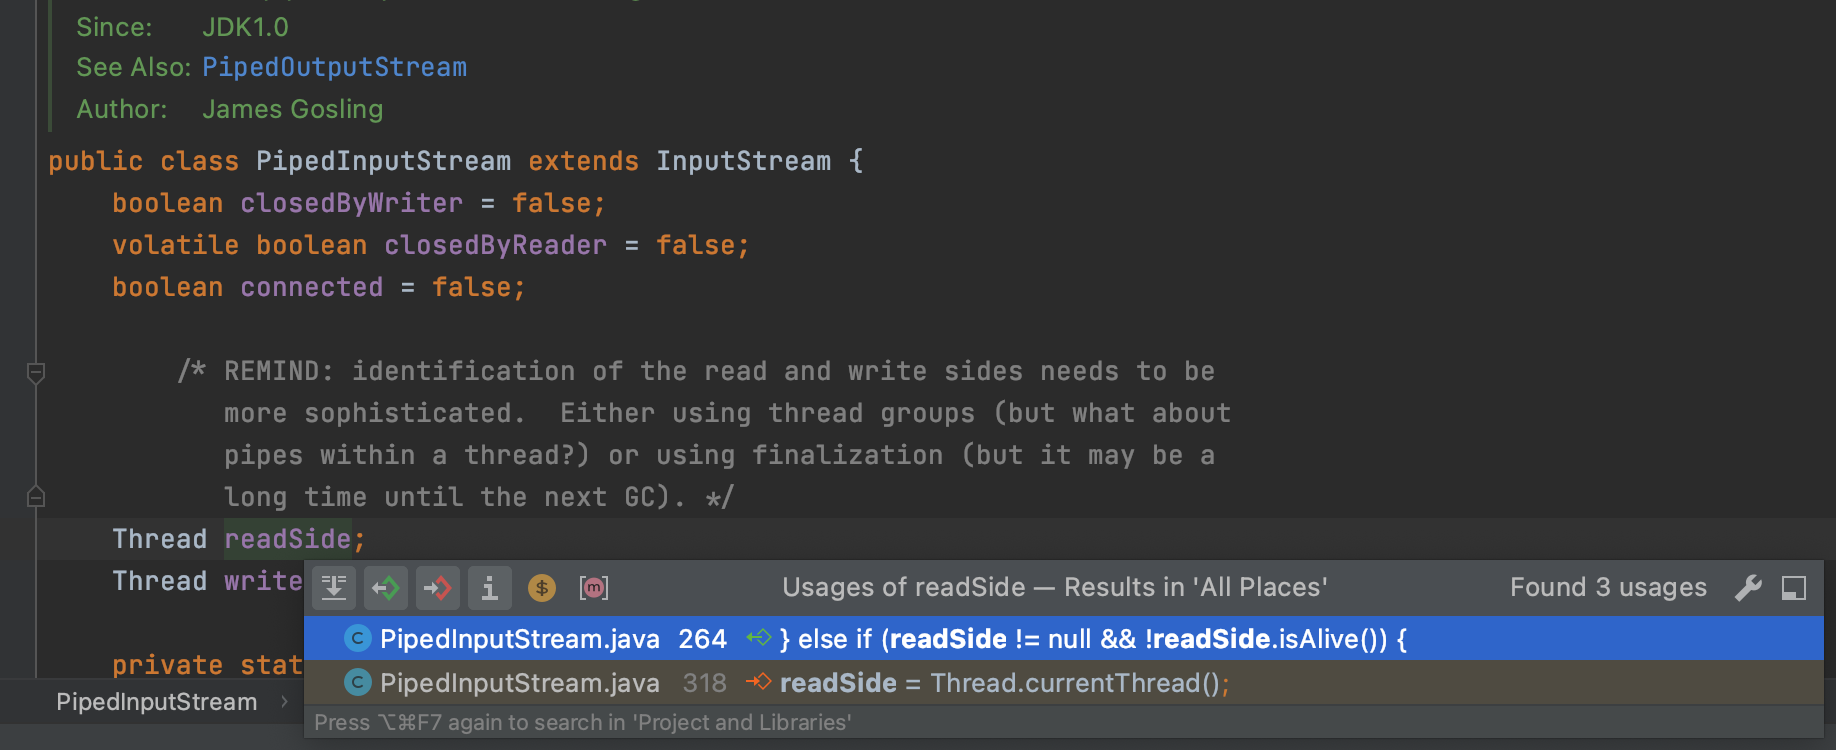 Since: JDK1.0
See Also: PipedOutputStream
Author: James Gosling
public class PipedInputStream extends InputStream {
boolean closedByWriter = false;
volatile boolean closedByReader = false;
boolean connected = false;
/* REMIND: identification of the read and write sides needs to be
more sophisticated.  Either using thread groups (but what about
pipes within a thread?) or using finalization (but it may be a
long time until the next GC). */
Thread readSide;
Thread write
Usages of readSide — Results in 'All Places' Found 3 usages
PipedInputStream.java 264 } else if (readSide != null && !readSide.isAlive()) {
private stat
PipedInputStream.java 318 readSide = Thread.currentThread();
PipedInputStream ›
Press ⌥⌘F7 again to search in 'Project and Libraries'